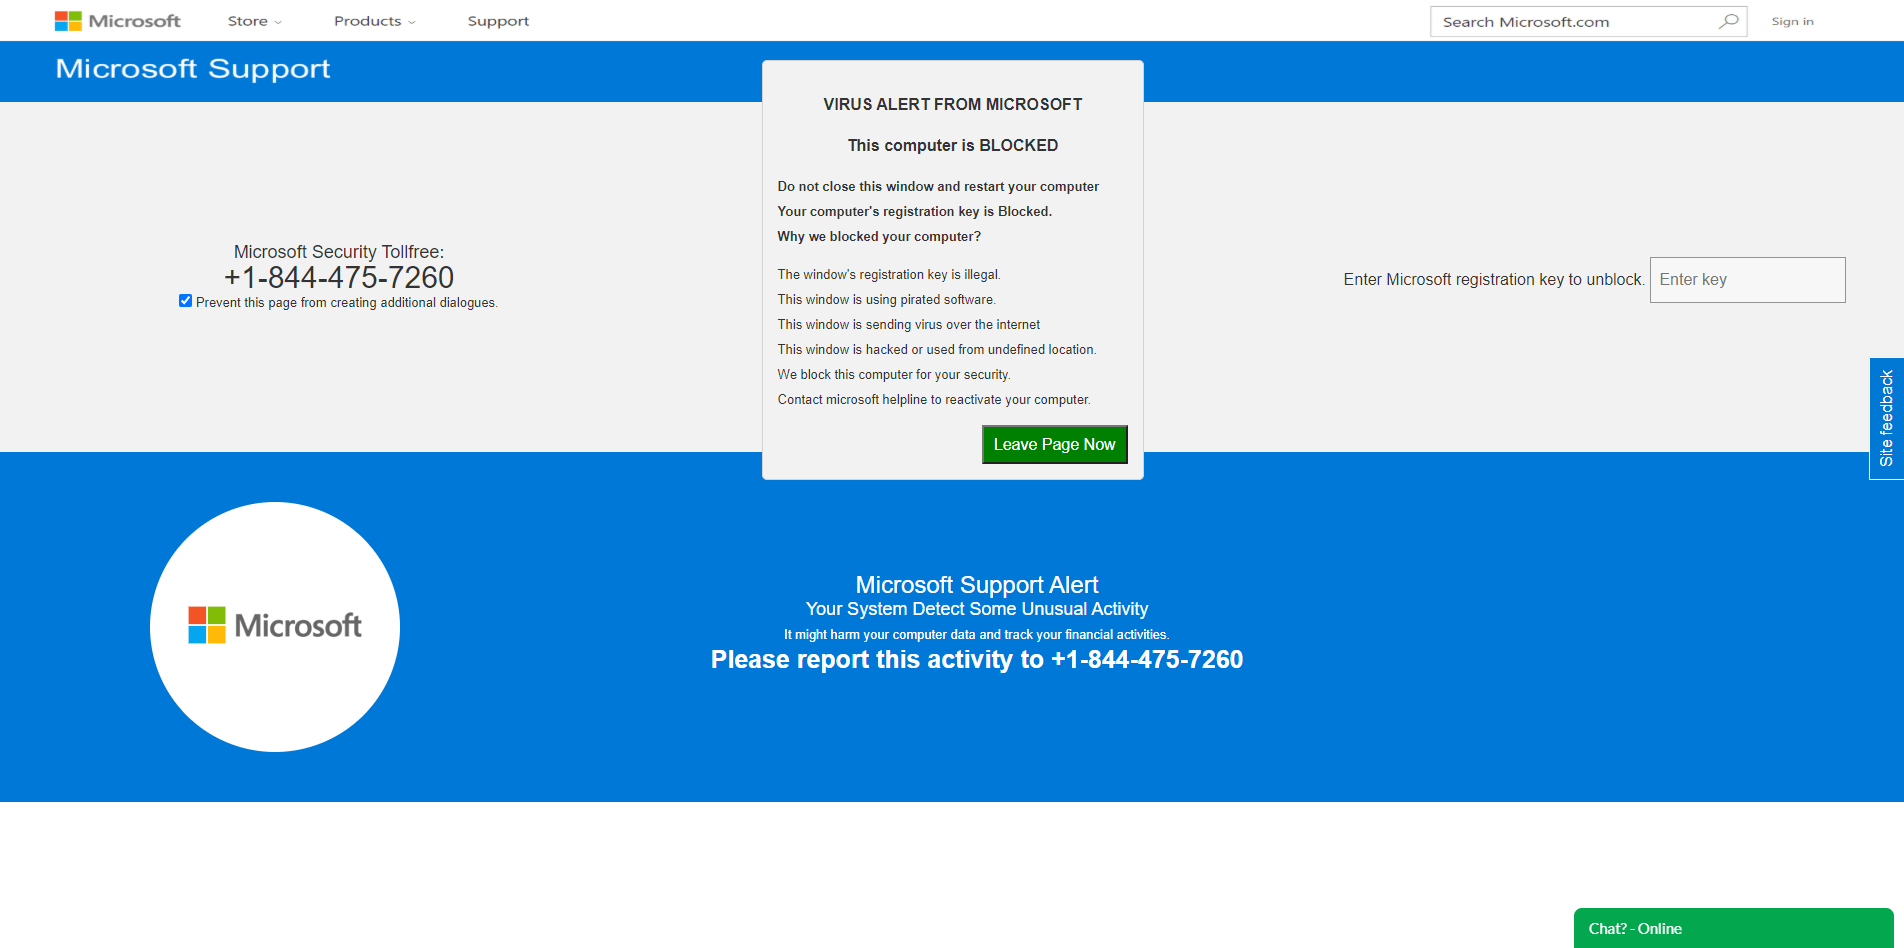 Microsoft Store Products Support Search Microsoft.com Sign in
Microsoft Support
VIRUS ALERT FROM MICROSOFT
This computer is BLOCKED
Do not close this window and restart your computer
Your computer's registration key is Blocked.
Why we blocked your computer?
The window's registration key is illegal.
This window is using pirated software.
This window is sending virus over the internet
This window is hacked or used from undefined location.
We block this computer for your security.
Contact microsoft helpline to reactivate your computer.
Leave Page Now
Microsoft Security Tollfree:
+1-844-475-7260
Prevent this page from creating additional dialogues.
Enter Microsoft registration key to unblock. Enter key
Site feedback
Microsoft
Microsoft Support Alert
Your System Detect Some Unusual Activity
It might harm your computer data and track your financial activities.
Please report this activity to +1-844-475-7260
Chat? - Online